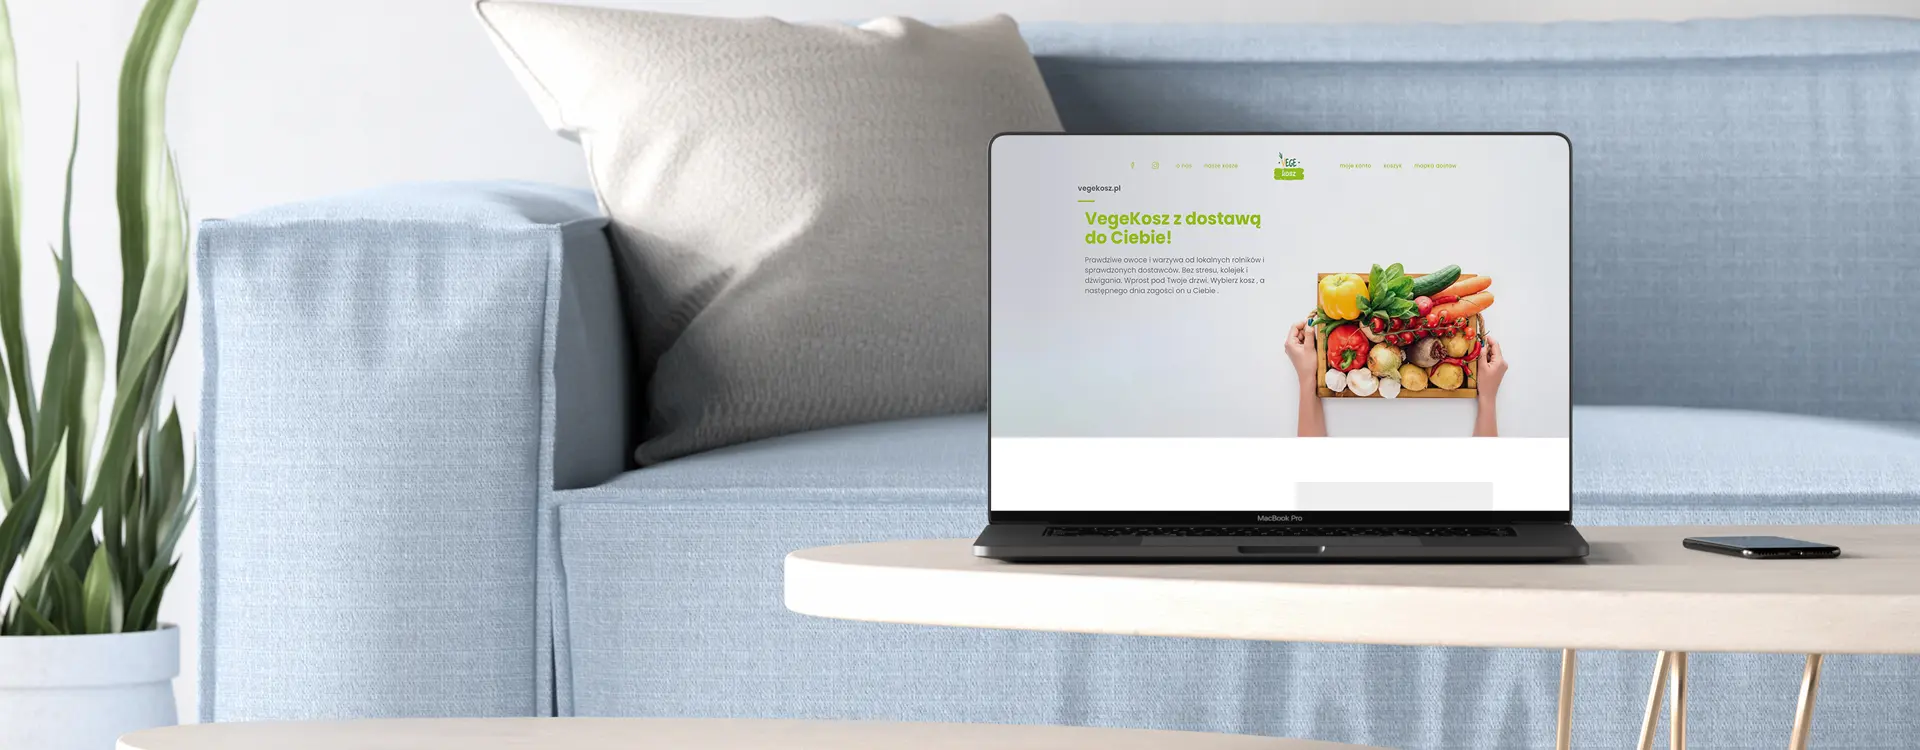 o nas nasze kosze
VEGE
kosz
moje konto koszyk mapka dostaw
vegekosz.pl
VegeKosz z dostawą
do Ciebie!
Prawdziwe owoce i warzywa od lokalnych rolników i
sprawdzonych dostawców. Bez stresu, kolejek i
dźwigania. Wprost pod Twoje drzwi. Wybierz kosz , a
następnego dnia zagości on u Ciebie .
MacBook Pro